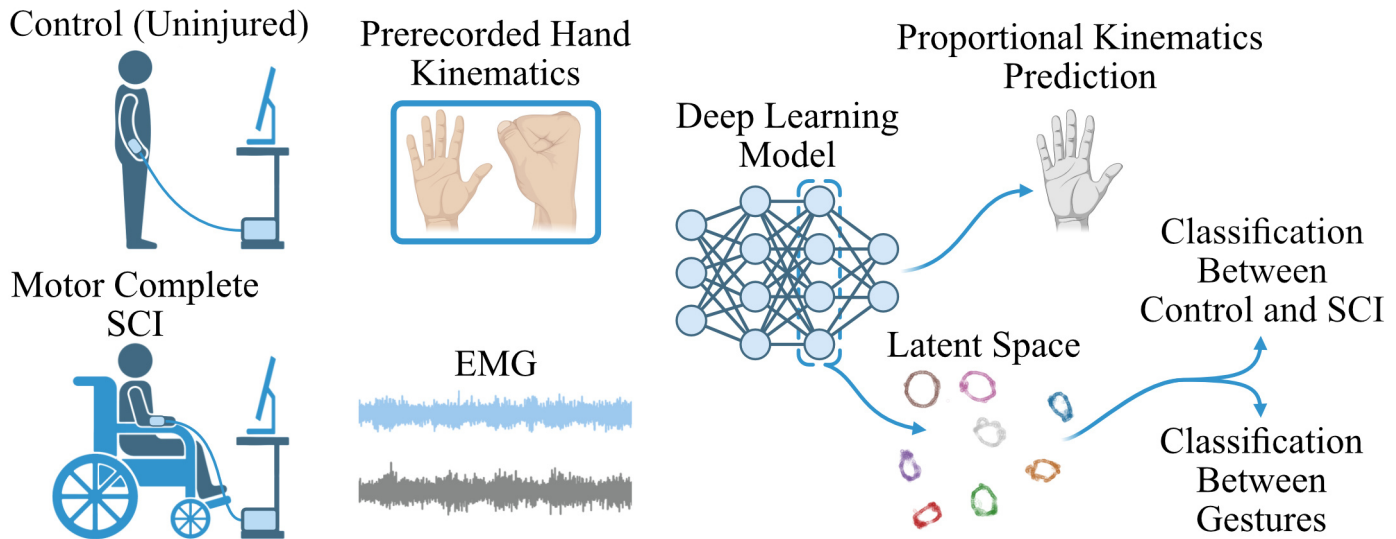 Control (Uninjured)
Motor Complete
SCI
Prerecorded Hand
Kinematics
EMG
Deep Learning
Model
Proportional Kinematics
Prediction
Latent Space
Classification
Between
Control and SCI
Classification
Between
Gestures